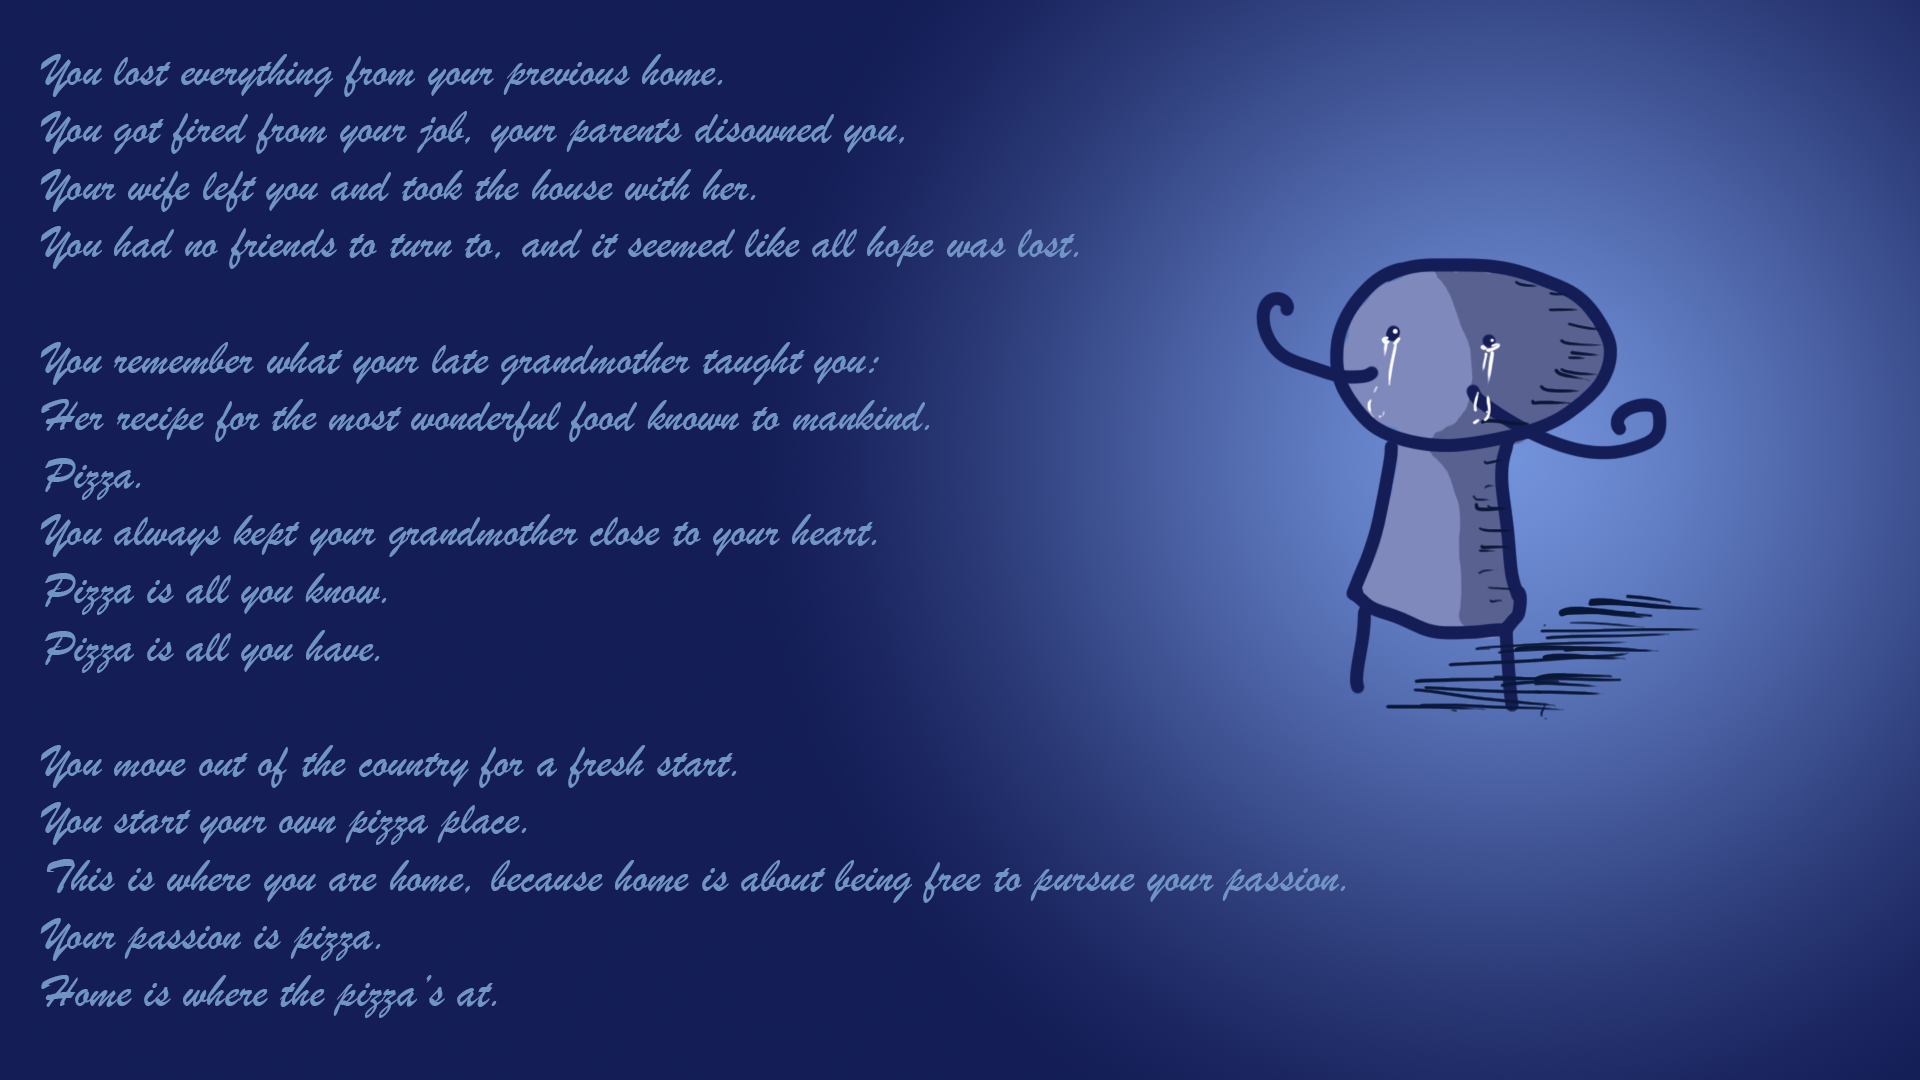 You lost everything from your previous home.
You got fired from your job, your parents disowned you,
Your wife left you and took the house with her.
You had no friends to turn to, and it seemed like all hope was lost.
You remember what your late grandmother taught you:
Her recipe for the most wonderful food known to mankind.
Pizza.
You always kept your grandmother close to your heart.
Pizza is all you know.
Pizza is all you have.
You move out of the country for a fresh start.
You start your own pizza place.
This is where you are home, because home is about being free to pursue your passion.
Your passion is pizza.
Home is where the pizza's at.